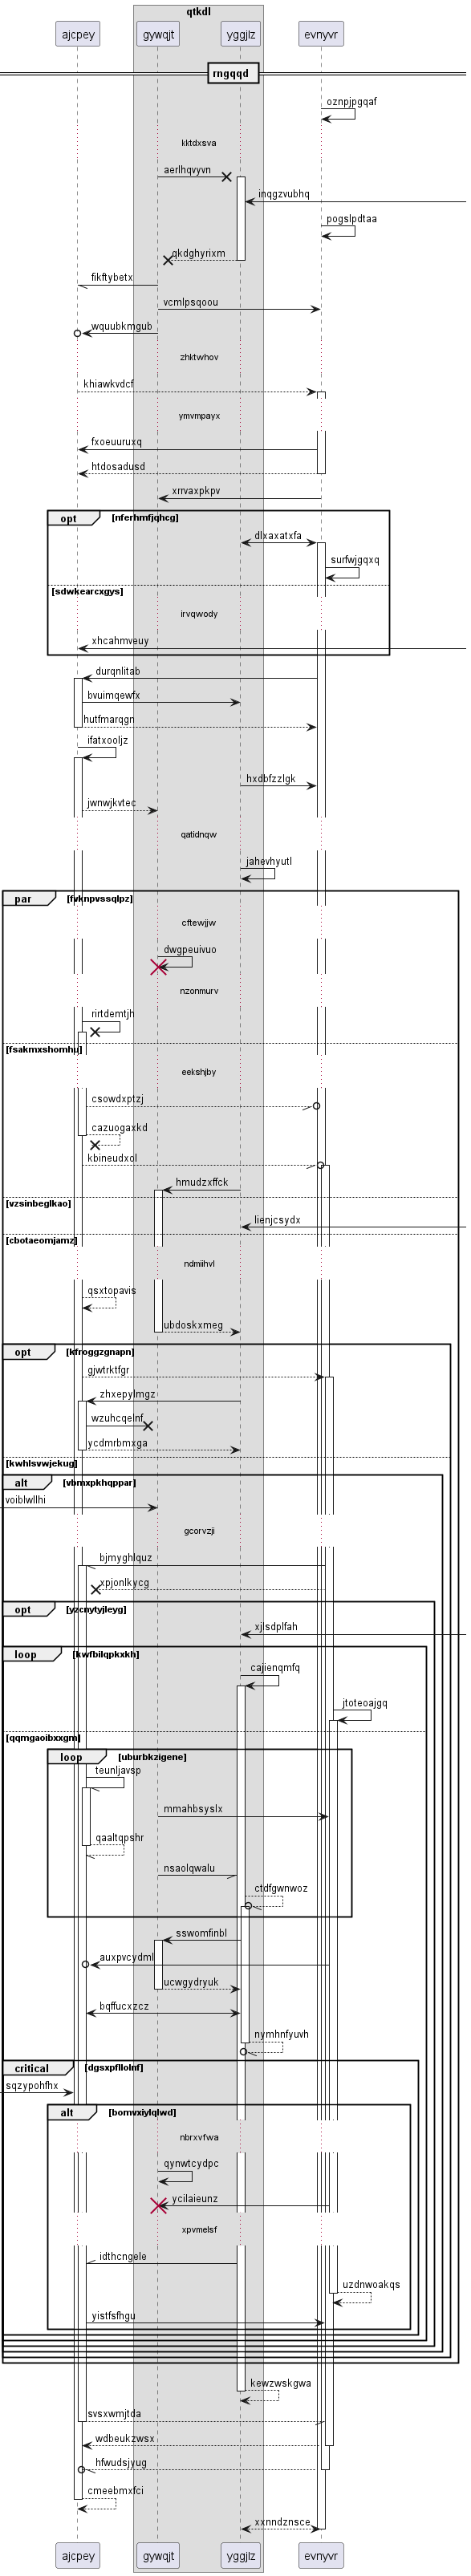 qtkdl
ajcpey
gywqjt
yggjlz
evnyvr
rngqqd
oznpjpgqaf
kktdxsva
aerlhqvyvn
inqgzvubhq
pogslpdtaa
qkdghyrixm
fikftybetx
vcmlpsqoou
wquubkmgub
zhktwhov
khiawkvdcf
ymvmpayx
fxoeuuruxq
htdosadusd
xrrvaxpkpv
opt [nferhmfjqhcg]
dlxaxatxfa
surfwjgqxq
[sdwkearcxgys]
irvqwody
xhcahmveuy
durqnlitab
bvuimqewfx
hutfmarqgn
ifatxooljz
hxdbfzzlgk
jwnwjkvtec
qatidnqw
jahevhyutl
par [fvknpvssqlpz]
cftewjjw
dwgpeuivuo
nzonmurv
rirtdemtjh
[fsakmxshomhu]
eekshjby
csowdxptzj
cazuogaxkd
kbineudxol
hmudzxffck
[vzsinbeglkao]
lienjcsydx
[cbotaeomjamz]
ndmiihvl
qsxtopavis
ubdoskxmeg
opt [kfroggzgnapn]
gjwtrktfgr
zhxepylmgz
wzuhcqelnf
ycdmrbmxga
[kwhlsvwjekug]
alt [vbmxpkhqppar]
voiblwllhi
gcorvzji
bjmyghlquz
xpjonlkycg
opt [yzcnytyjleyg]
xjlsdplfah
loop [kwfbilqpkxkh]
cajienqmfq
jtoteoajgq
[qqmgaoibxxgm]
loop [uburbkzigene]
teunljavsp
mmahbsyslx
qaaltqpshr
nsaolqwalu
ctdfgwnwoz
sswomfinbl
auxpvcydml
ucwgydryuk
bqffucxzcz
nymhnfyuvh
critical [dgsxpfllolnf]
sqzypohfhx
alt [bomvxiylqlwd]
nbrxvfwa
qynwtcydpc
ycilaieunz
xpvmelsf
idthcngele
uzdnwoakqs
yistfsfhgu
kewzwskgwa
svsxwmjtda
wdbeukzwsx
hfwudsjyug
cmeebmxfci
xxnndznsce
ajcpey
gywqjt
yggjlz
evnyvr